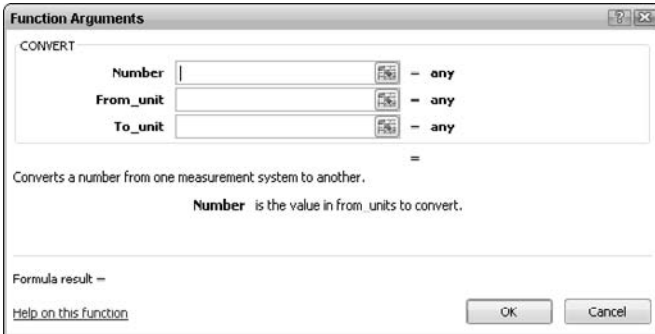 Function Arguments
CONVERT
Number = any
From_unit = any
To_unit = any
=
Converts a number from one measurement system to another.
Number is the value in from_units to convert.
Formula result =
Help on this function
OK Cancel